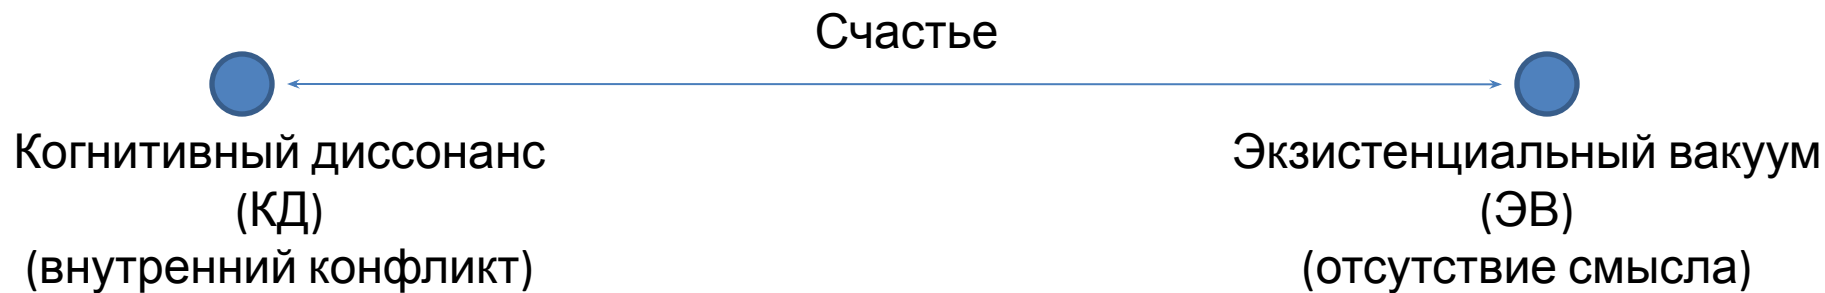 Счастье
Когнитивный диссонанс
(КД)
(внутренний конфликт)
Экзистенциальный вакуум
(ЭВ)
(отсутствие смысла)